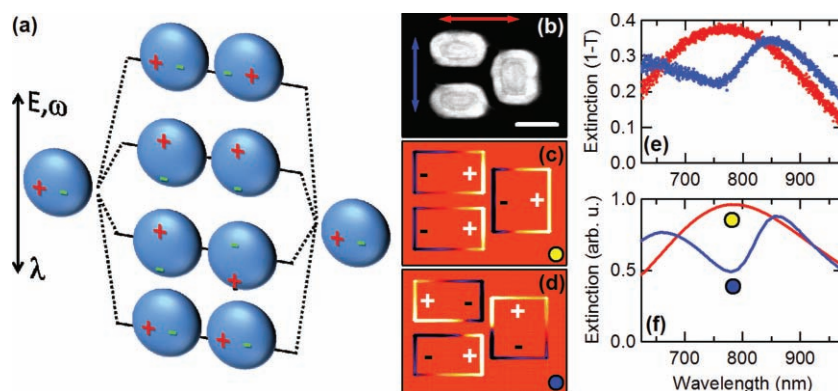 (a)
E,ω
λ
+ - - +
+ +
- -
+ -
- +
+ - + -
+ -
+ -
(b)
(c)
- +
- +
- +
(d)
+ -
- +
+
-
Extinction (1-T)
0.4
0.3
0.2
0.1
0.0
(e)
700 800 900
Extinction (arb. u.)
1.0
0.5
0.0
(f)
700 800 900
Wavelength (nm)